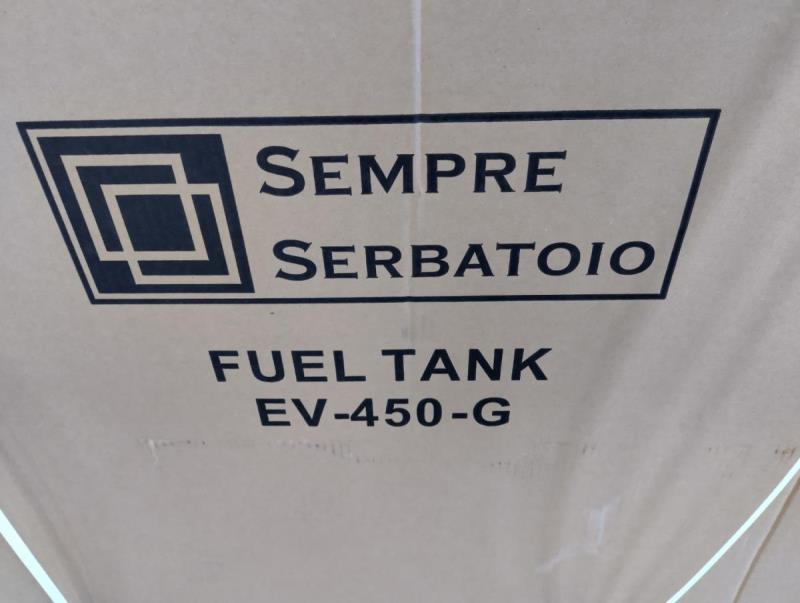 SEMPRE
SERBATOIO
FUEL TANK
EV-450-G